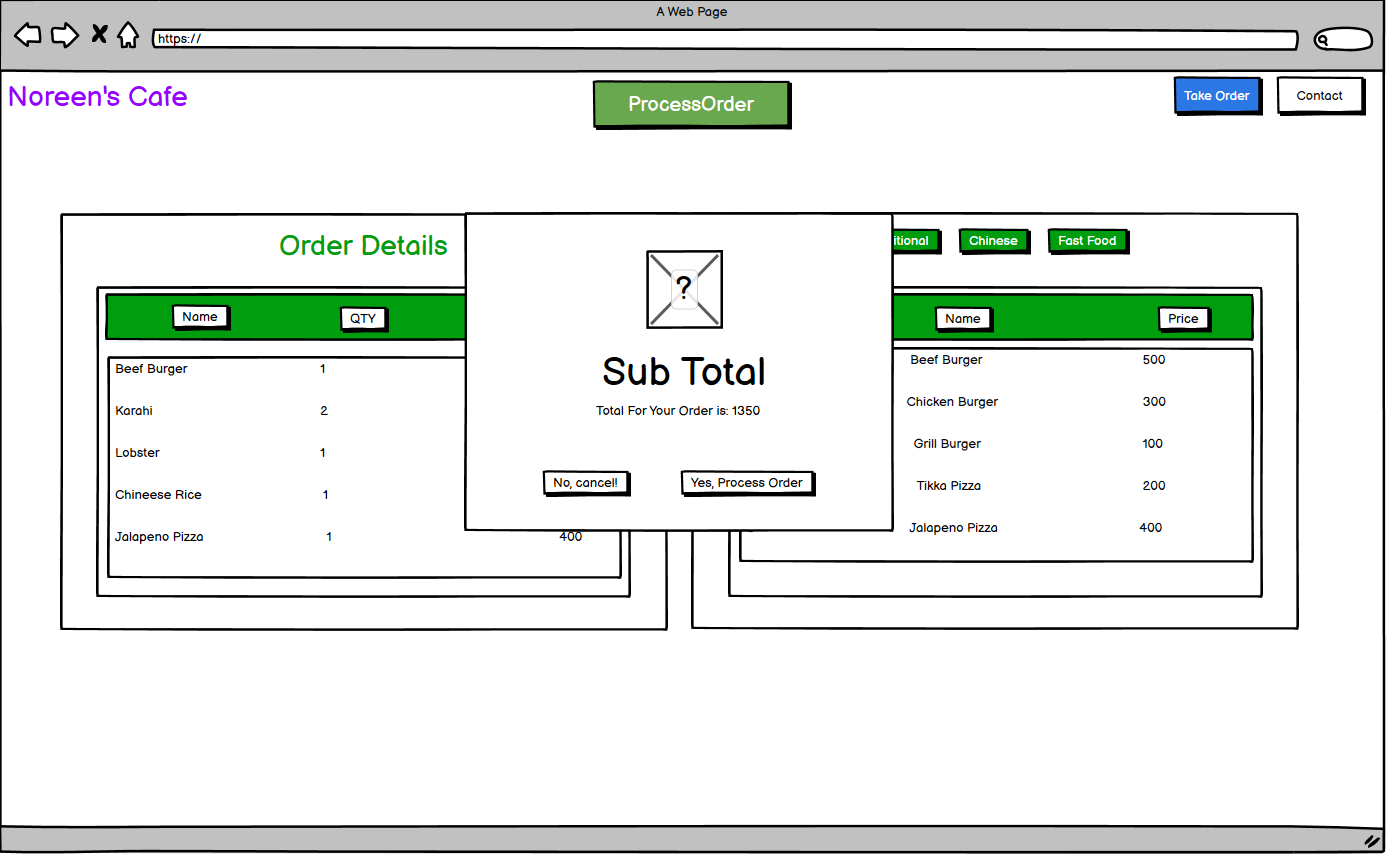 A Web Page
https://
Noreen's Cafe
ProcessOrder
Take Order
Contact
Order Details
itional
Chinese
Fast Food
Name
QTY
Beef Burger 1
Karahi 2
Lobster 1
Chineese Rice 1
Jalapeno Pizza 1 400
?
Sub Total
Total For Your Order is: 1350
No, cancel!
Yes, Process Order
Name
Price
Beef Burger 500
Chicken Burger 300
Grill Burger 100
Tikka Pizza 200
Jalapeno Pizza 400